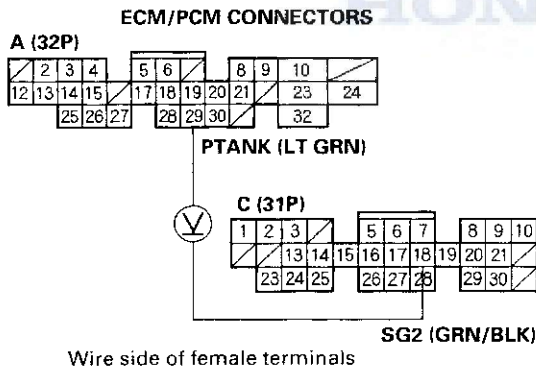 HON
ECM/PCM CONNECTORS
A (32P)
2 3 4 5 6 8 9 10
12 13 14 15 17 18 19 20 21 23 24
25 26 27 28 29 30 32
PTANK (LT GRN)
V
C (31P)
1 2 3 5 6 7 8 9 10
13 14 15 16 17 18 19 20 21
23 24 25 26 27 28 29 30
SG2 (GRN/BLK)
Wire side of female terminals